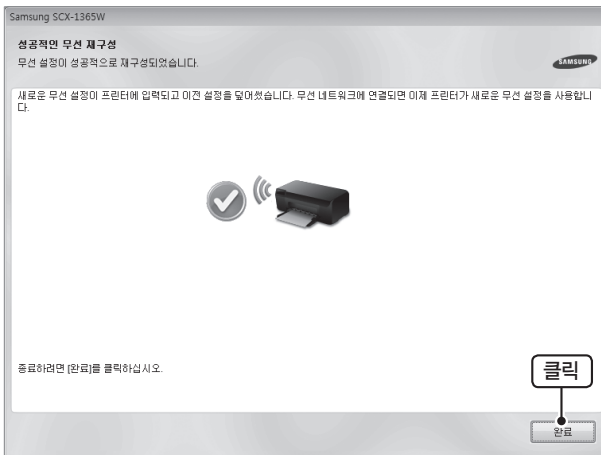 Samsung SCX-1365W
성공적인 무선 재구성
무선 설정이 성공적으로 재구성되었습니다.
SAMSUNG
새로운 무선 설정이 프린터에 입력되고 이전 설정을 덮어썼습니다. 무선 네트워크에 연결되면 이제 프린터가 새로운 무선 설정을 사용합니
다.
종료하려면 [완료]를 클릭하십시오.
클릭
완료